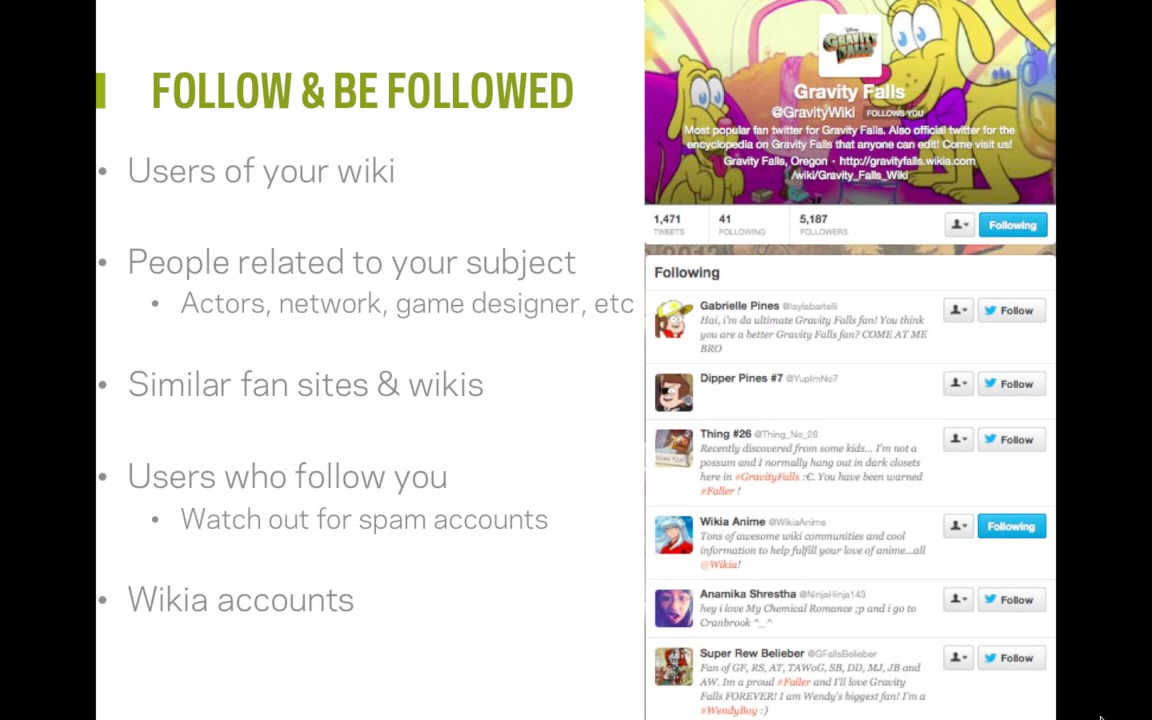 FOLLOW & BE FOLLOWED
• Users of your wiki
• People related to your subject
• Actors, network, game designer, etc
• Similar fan sites & wikis
• Users who follow you
• Watch out for spam accounts
• Wikia accounts
Disney
GRAVITY
FALLS
Gravity Falls
@GravityWiki FOLLOWS YOU
Most popular fan twitter for Gravity Falls. Also official twitter for the
encyclopedia on Gravity Falls that anyone can edit! Come visit us!
Gravity Falls, Oregon · http://gravityfalls.wikia.com
/wiki/Gravity_Falls_Wiki
1,471 41 5,187
TWEETS FOLLOWING FOLLOWERS
Following
Following
Gabrielle Pines @laylabartelli
Hai, i'm da ultimate Gravity Falls fan! You think
you are a better Gravity Falls fan? COME AT ME
BRO
Follow
Dipper Pines #7 @YupImNo7
Follow
Thing #26 @Thing_No_26
Recently discovered from some kids... I'm not a
possum and I normally hang out in dark closets
here in #GravityFalls :€. You have been warned
#Faller !
Follow
Wikia Anime @WikiaAnime
Tons of awesome wiki communities and cool
information to help fulfill your love of anime...all
@Wikia!
Following
Anamika Shrestha @NinjaHinja143
hey i love My Chemical Romance ;p and i go to
Cranbrook ^_^
Follow
Super Rew Belieber @GFallsBelieber
Fan of GF, RS, AT, TAWoG, SB, DD, MJ, JB and
AW. Im a proud #Faller and I'll love Gravity
Falls FOREVER! I am Wendy's biggest fan! I'm a
#WendyBoy :)
Follow